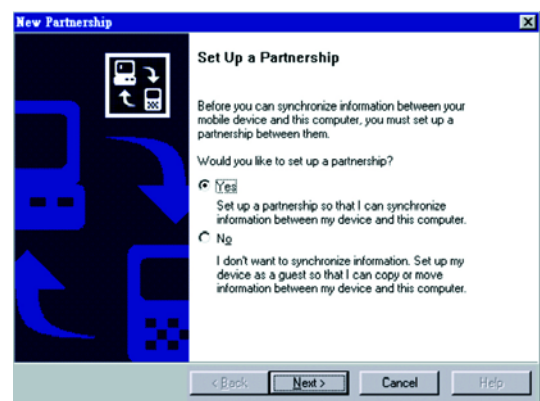 New Partnership
Set Up a Partnership
Before you can synchronize information between your
mobile device and this computer, you must set up a
partnership between them.
Would you like to set up a partnership?
Yes
Set up a partnership so that I can synchronize
information between my device and this computer.
No
I don't want to synchronize information. Set up my
device as a guest so that I can copy or move
information between my device and this computer.
< Back
Next >
Cancel
Help